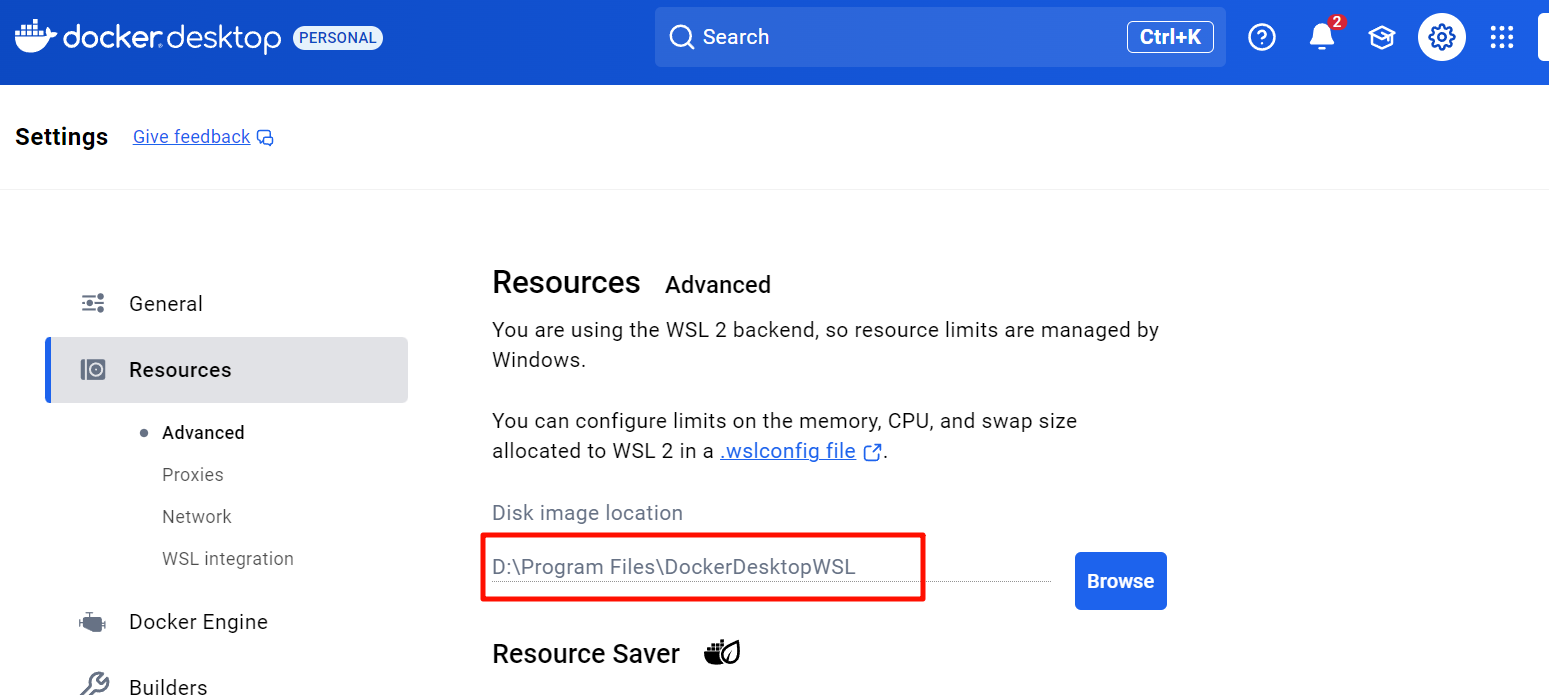 docker desktop PERSONAL Search Ctrl+K 2
Settings Give feedback
General
Resources
Advanced
Proxies
Network
WSL integration
Docker Engine
Builders
Resources Advanced
You are using the WSL 2 backend, so resource limits are managed by
Windows.
You can configure limits on the memory, CPU, and swap size
allocated to WSL 2 in a .wslconfig file.
Disk image location
D:\Program Files\DockerDesktopWSL
Browse
Resource Saver